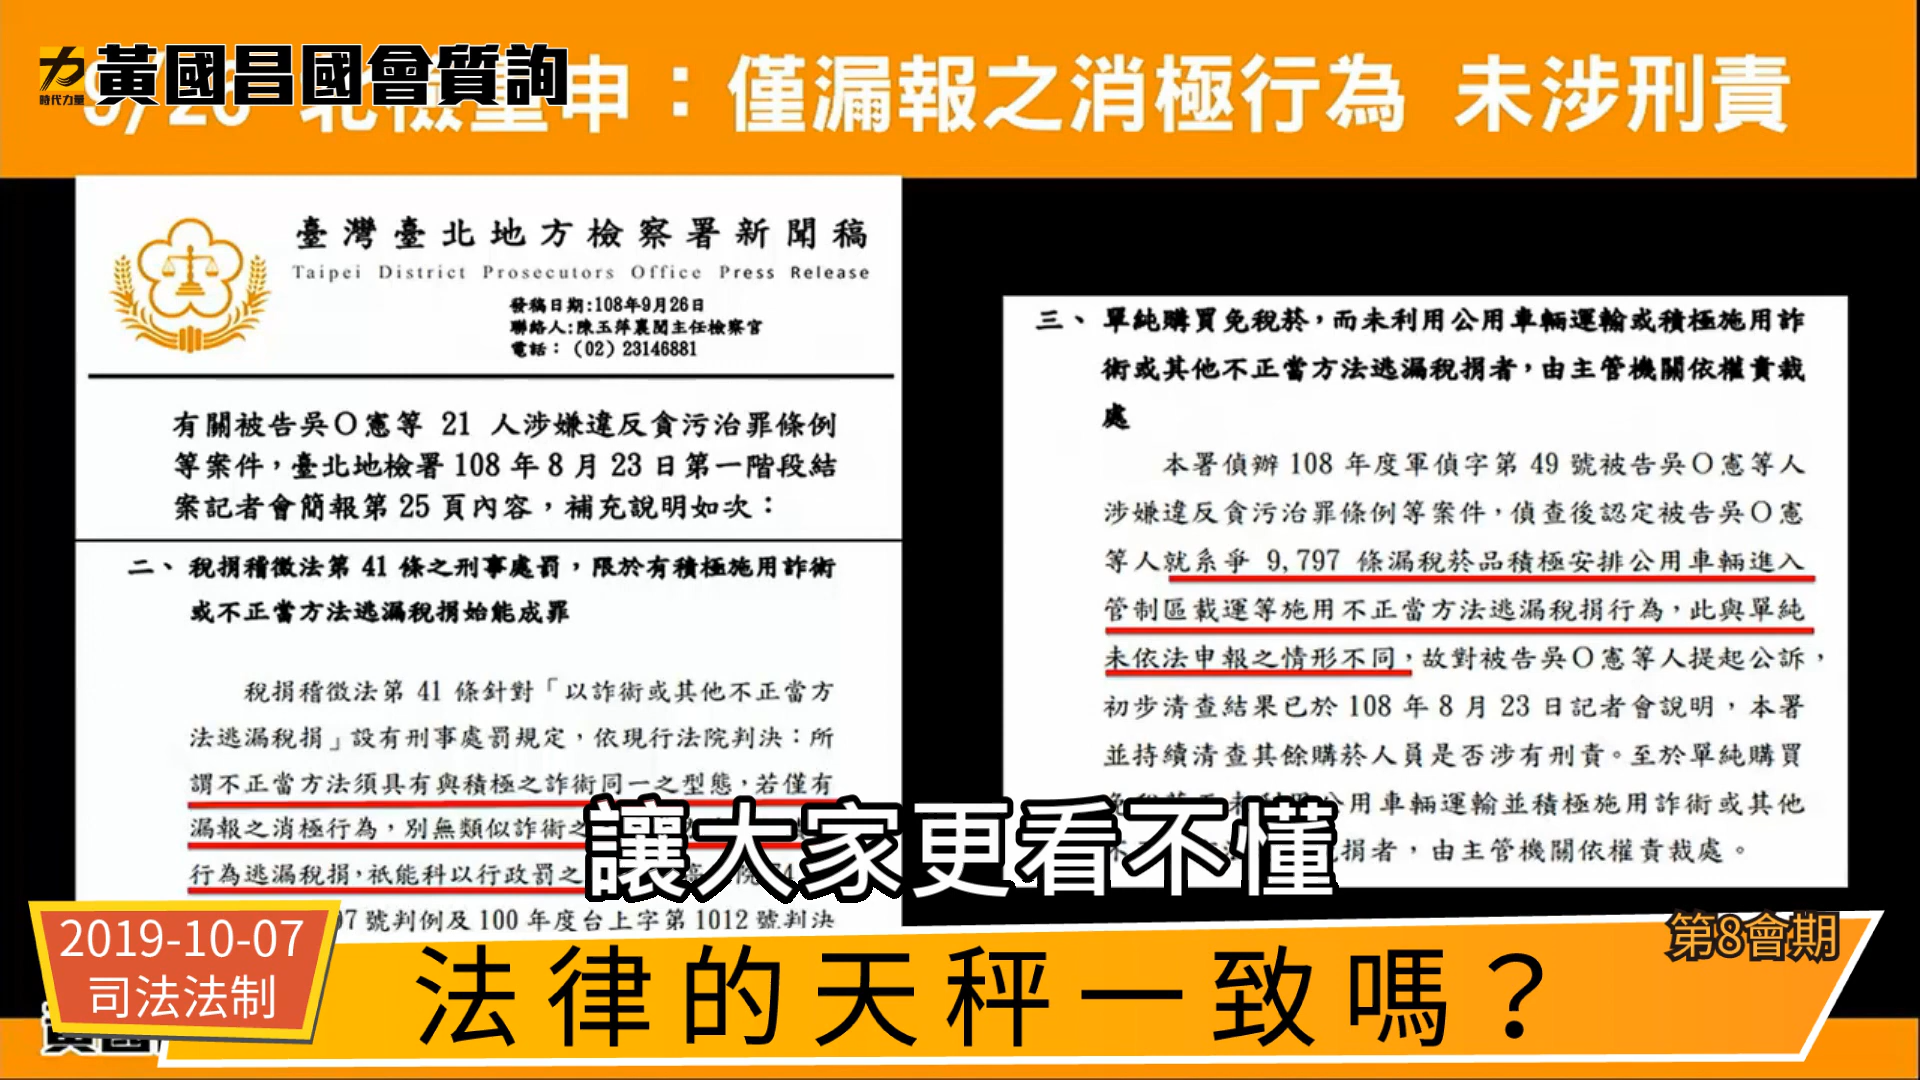 黃國昌國會質詢
時代力量
9/26 北檢重申：僅漏報之消極行為 未涉刑責
臺灣臺北地方檢察署新聞稿
Taipei District Prosecutors Office Press Release
發稿日期:108年9月26日
聯絡人:陳玉萍襄閱主任檢察官
電話：（02）23146881
有關被告吳O憲等 21 人涉嫌違反貪污治罪條例
等案件，臺北地檢署 108 年 8 月 23 日第一階段結
案記者會簡報第 25 頁內容，補充說明如次：
二、稅捐稽徵法第 41 條之刑事處罰，限於有積極施用詐術
或不正當方法逃漏稅捐始能成罪
稅捐稽徵法第 41 條針對「以詐術或其他不正當方
法逃漏稅捐」設有刑事處罰規定，依現行法院判決：所
謂不正當方法須具有與積極之詐術同一之型態，若僅有
漏報之消極行為，別無類似詐術之
行為逃漏稅捐，祇能科以行政罰之
07 號判例及 100 年度台上字第 1012 號判決
三、單純購買免稅菸，而未利用公用車輛運輸或積極施用詐
術或其他不正當方法逃漏稅捐者，由主管機關依權責裁
處
本署偵辦 108 年度軍偵字第 49 號被告吳O憲等人
涉嫌違反貪污治罪條例等案件，偵查後認定被告吳O憲
等人就系爭 9,797 條漏稅菸品積極安排公用車輛進入
管制區載運等施用不正當方法逃漏稅捐行為，此與單純
未依法申報之情形不同，故對被告吳O憲等人提起公訴，
初步清查結果已於 108 年 8 月 23 日記者會說明，本署
並持續清查其餘購菸人員是否涉有刑責。至於單純購買
公用車輛運輸並積極施用詐術或其他
捐者，由主管機關依權責裁處。
讓大家更看不懂
第8會期
2019-10-07
司法法制
法律的天秤一致嗎？